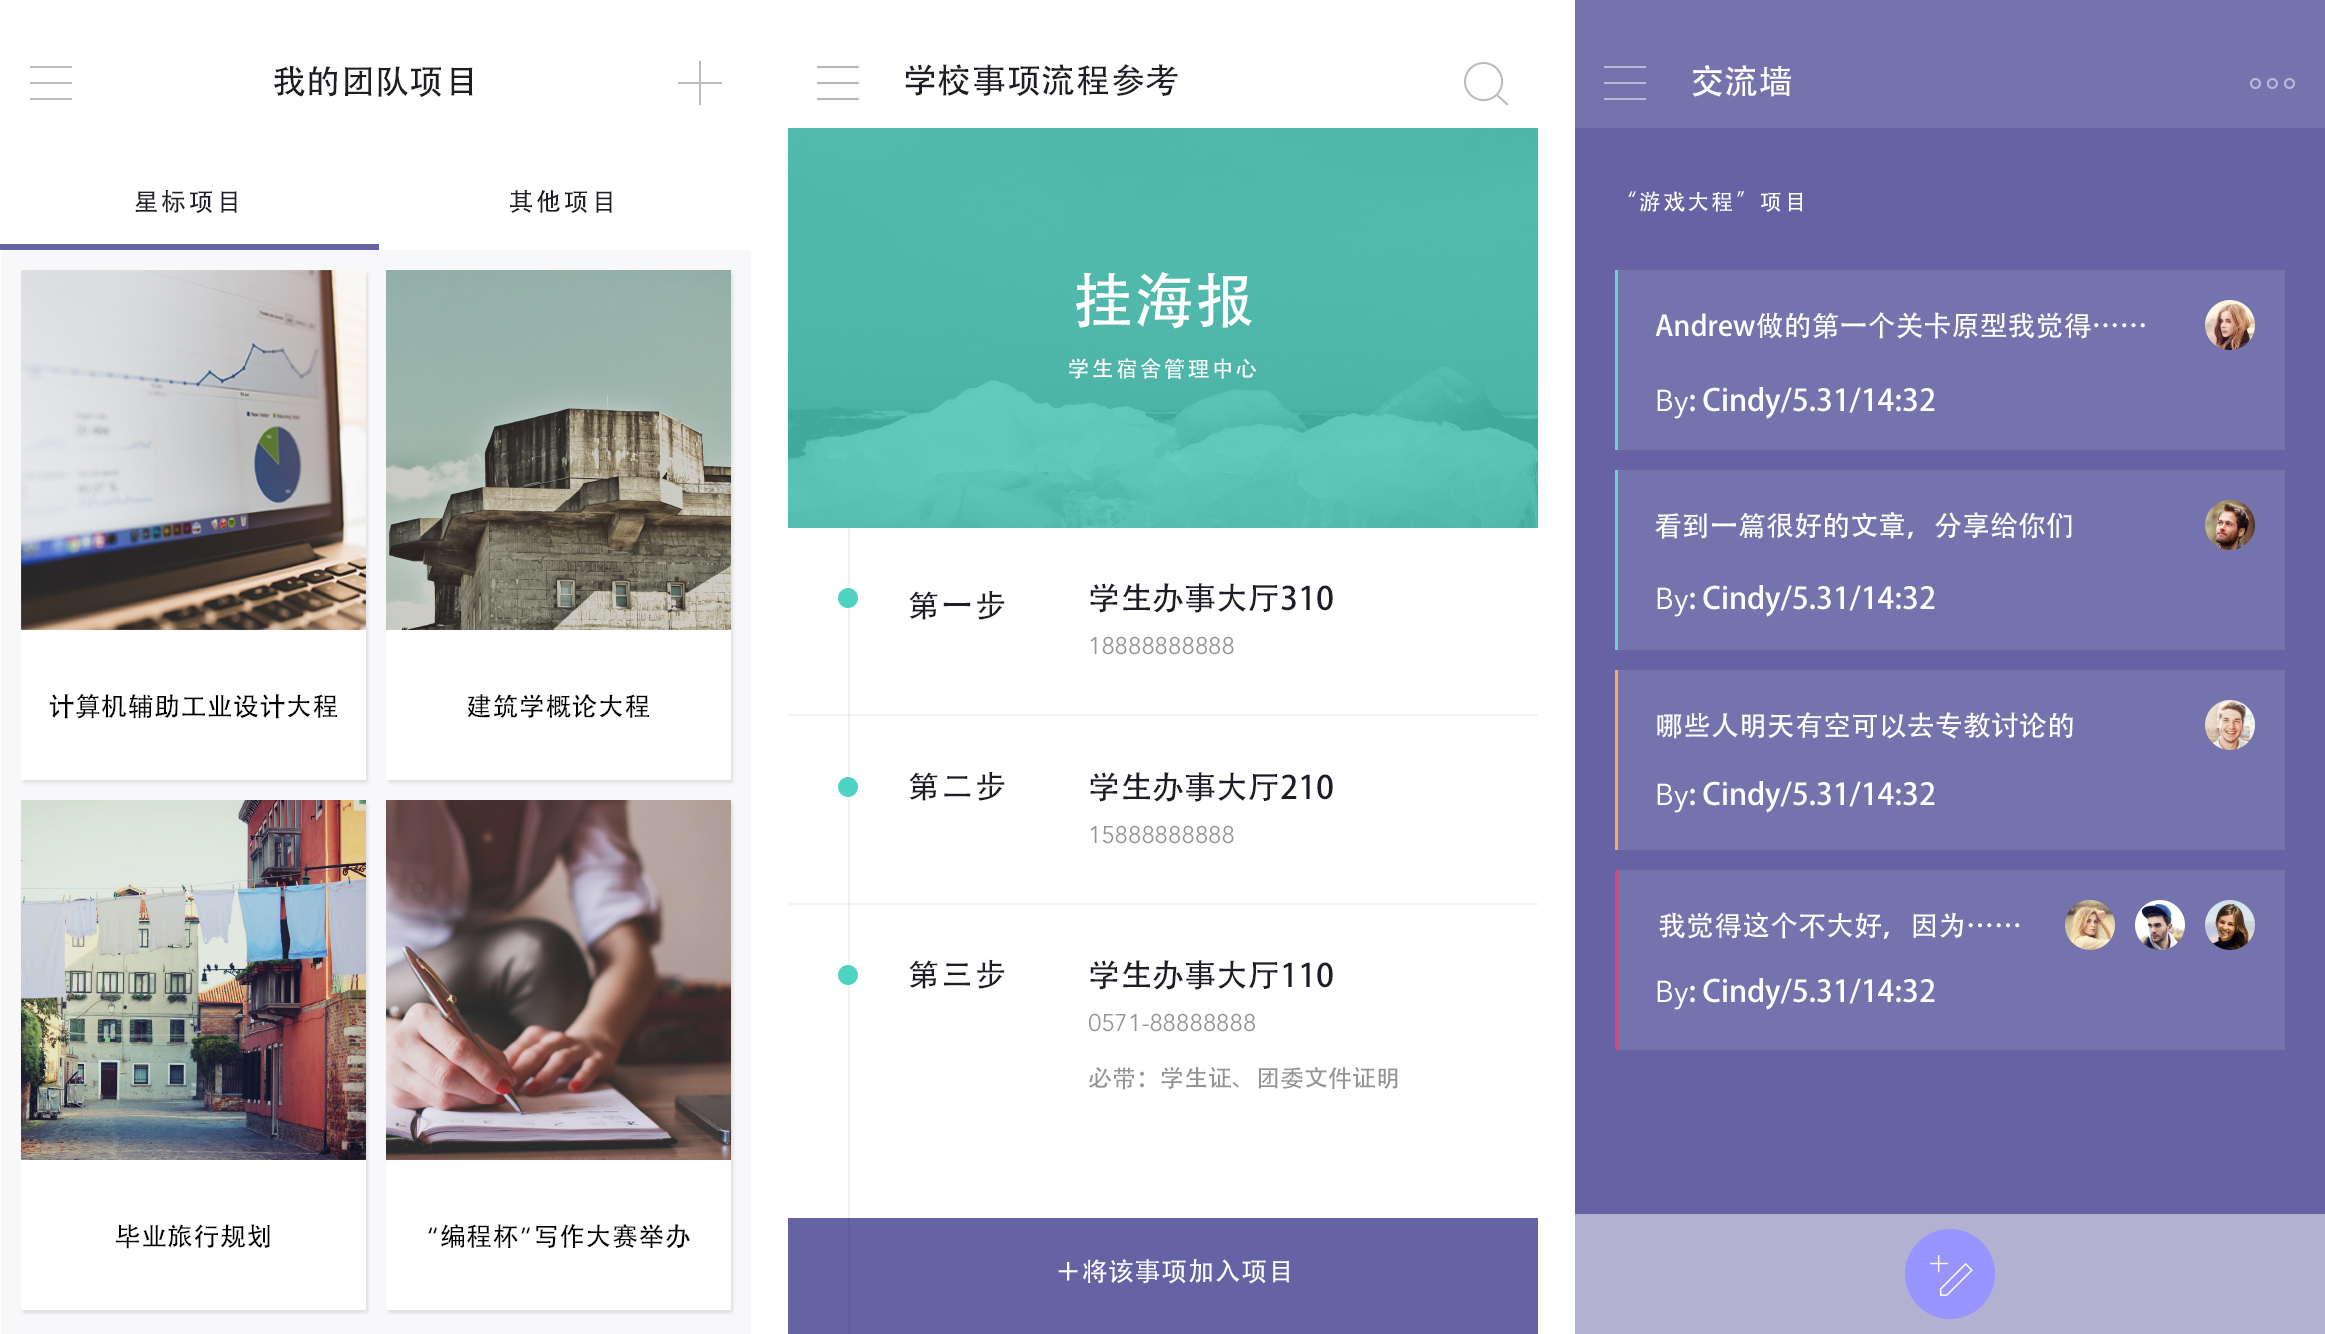 我的团队项目
星标项目
其他项目
计算机辅助工业设计大程
建筑学概论大程
毕业旅行规划
“编程杯”写作大赛举办
学校事项流程参考
挂海报
学生宿舍管理中心
第一步
学生办事大厅310
18888888888
第二步
学生办事大厅210
15888888888
第三步
学生办事大厅110
0571-88888888
必带：学生证、团委文件证明
+将该事项加入项目
交流墙
“游戏大程”项目
Andrew做的第一个关卡原型我觉得……
By: Cindy/5.31/14:32
看到一篇很好的文章，分享给你们
By: Cindy/5.31/14:32
哪些人明天有空可以去专教讨论的
By: Cindy/5.31/14:32
我觉得这个不大好，因为……
By: Cindy/5.31/14:32